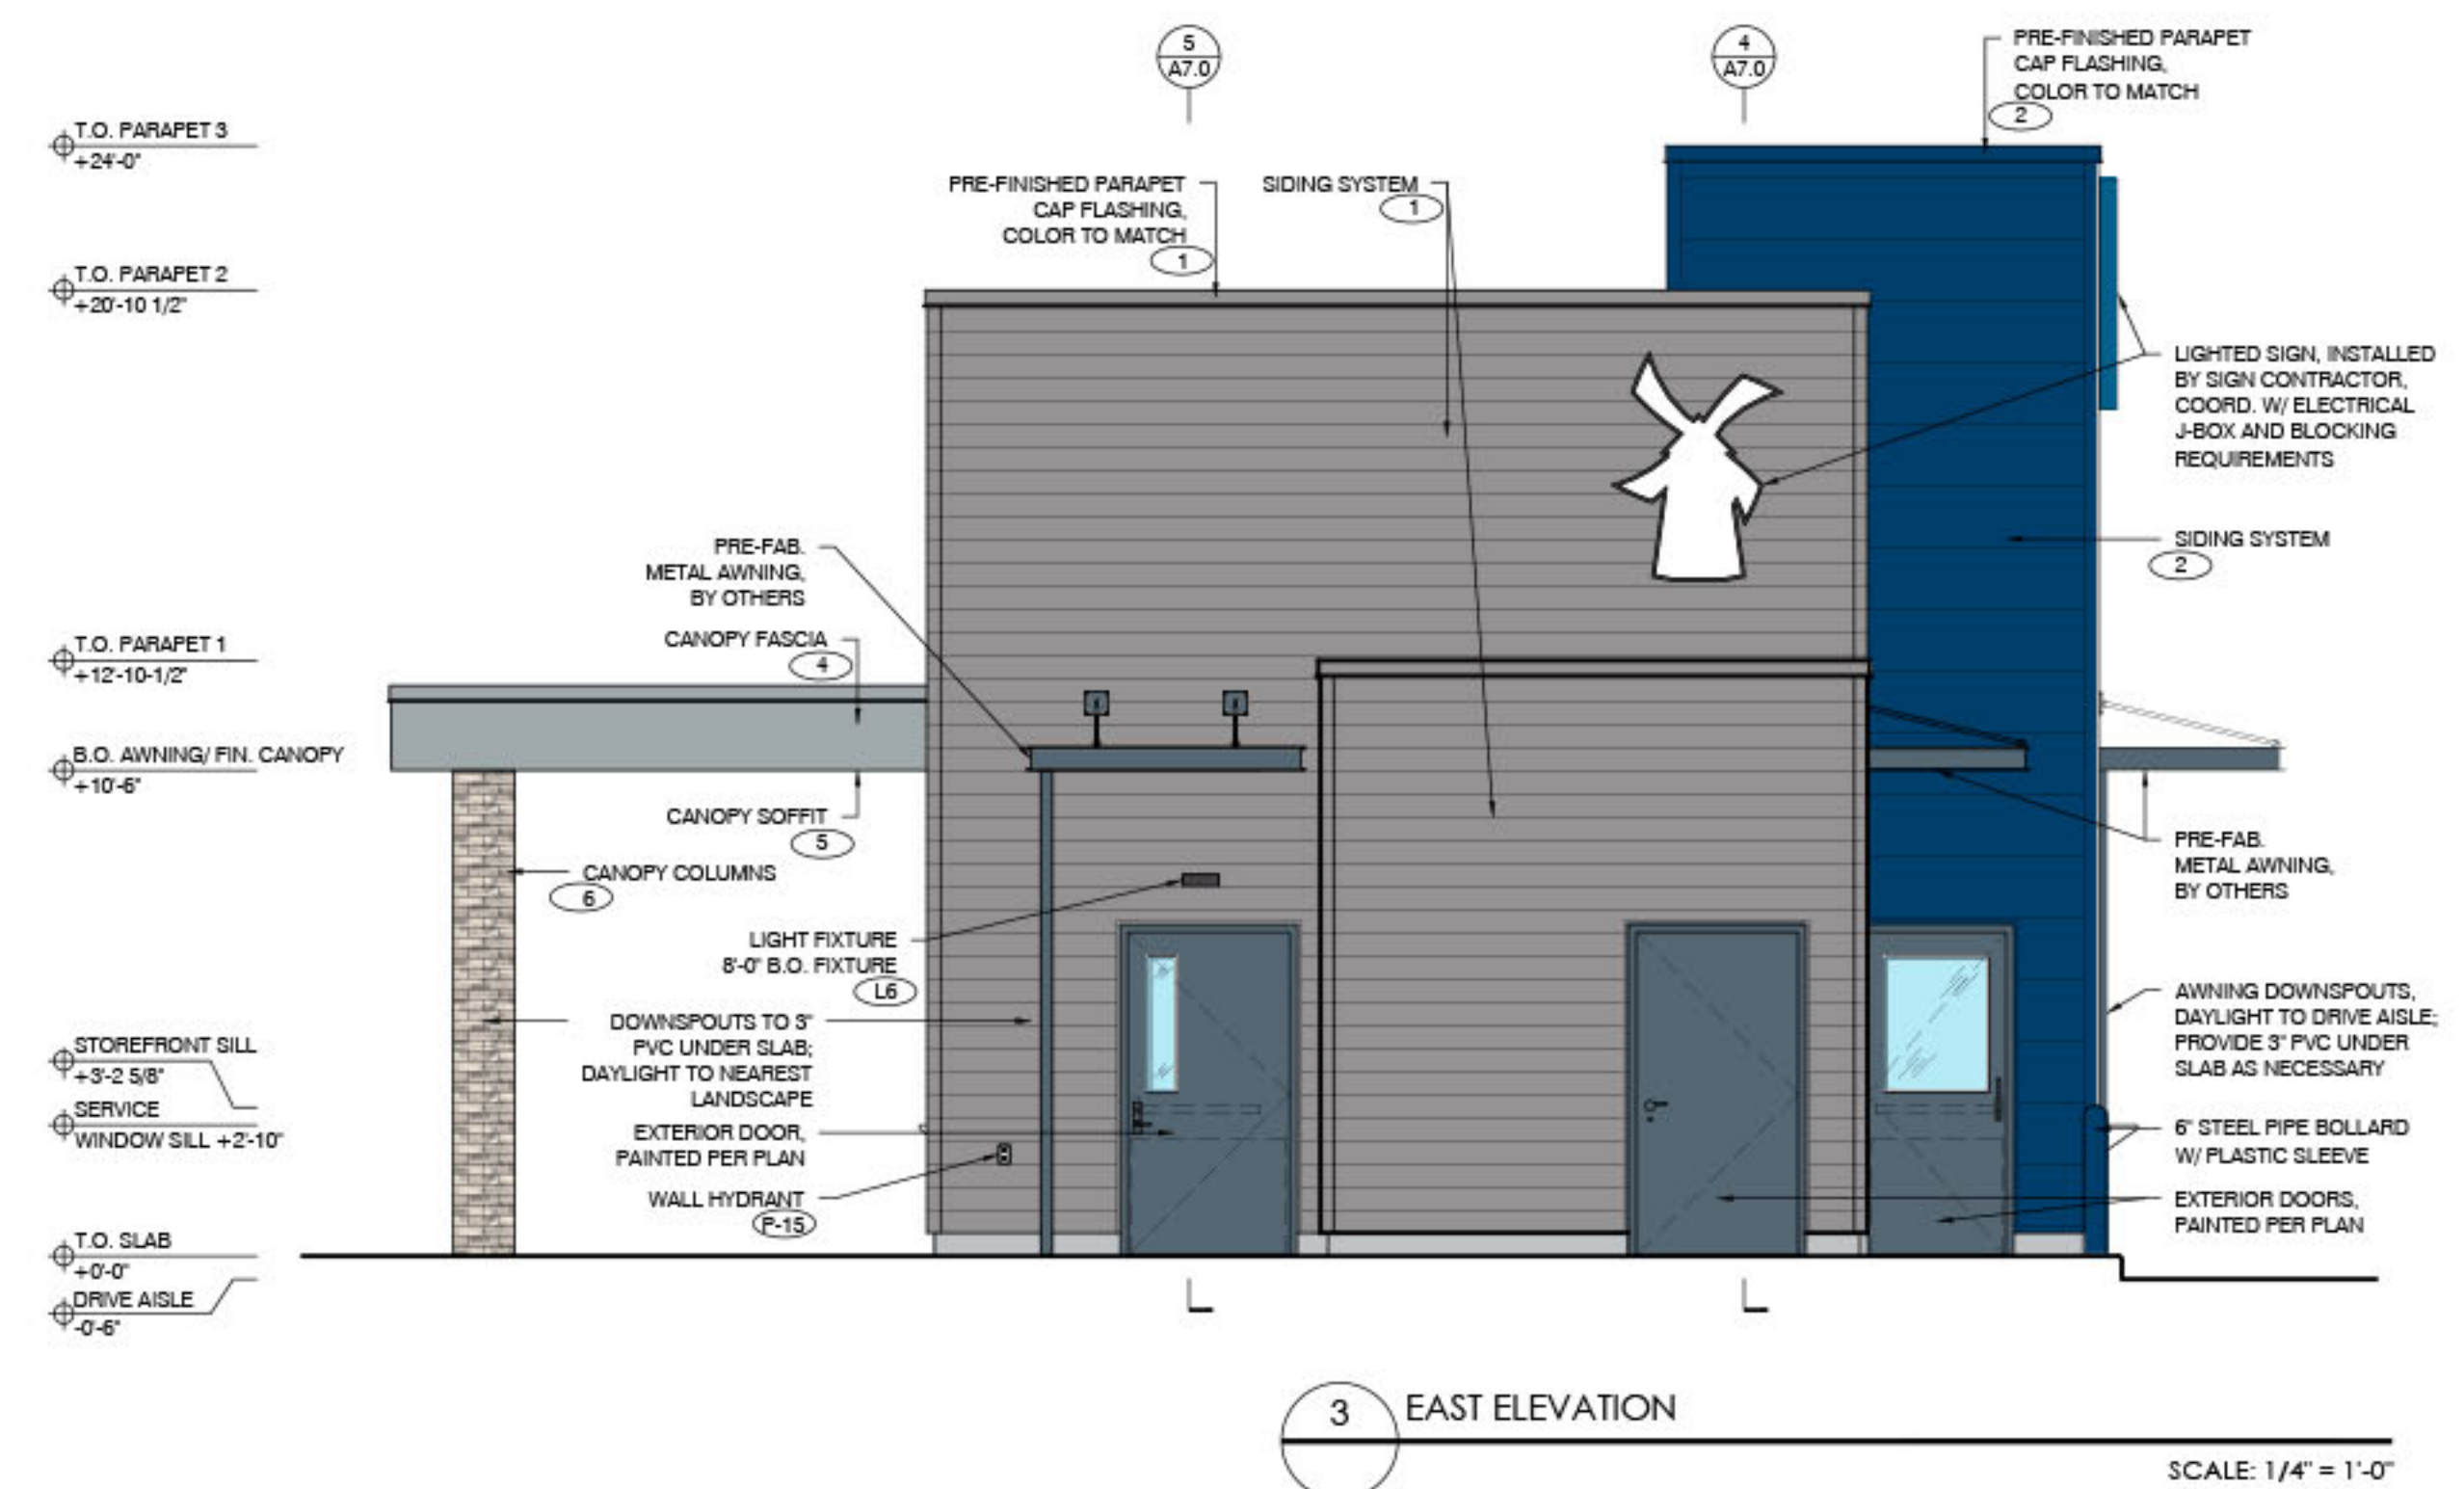 5
A7.0
4
A7.0
PRE-FINISHED PARAPET
CAP FLASHING,
COLOR TO MATCH
2
T.O. PARAPET 3
+24'-0"
PRE-FINISHED PARAPET
CAP FLASHING,
COLOR TO MATCH
1
SIDING SYSTEM
1
T.O. PARAPET 2
+20'-10 1/2"
LIGHTED SIGN, INSTALLED
BY SIGN CONTRACTOR,
COORD. W/ ELECTRICAL
J-BOX AND BLOCKING
REQUIREMENTS
SIDING SYSTEM
2
PRE-FAB.
METAL AWNING,
BY OTHERS
CANOPY FASCIA
4
T.O. PARAPET 1
+12'-10-1/2"
B.O. AWNING/ FIN. CANOPY
+10'-6"
CANOPY SOFFIT
5
CANOPY COLUMNS
6
PRE-FAB.
METAL AWNING,
BY OTHERS
LIGHT FIXTURE
8'-0" B.O. FIXTURE
L6
DOWNSPOUTS TO 3"
PVC UNDER SLAB;
DAYLIGHT TO NEAREST
LANDSCAPE
AWNING DOWNSPOUTS,
DAYLIGHT TO DRIVE AISLE;
PROVIDE 3" PVC UNDER
SLAB AS NECESSARY
STOREFRONT SILL
+3'-2 5/8"
SERVICE
WINDOW SILL +2'-10"
EXTERIOR DOOR,
PAINTED PER PLAN
6" STEEL PIPE BOLLARD
W/ PLASTIC SLEEVE
WALL HYDRANT
P-15
EXTERIOR DOORS,
PAINTED PER PLAN
T.O. SLAB
+0'-0"
DRIVE AISLE
-0'-6"
3
EAST ELEVATION
SCALE: 1/4" = 1'-0"